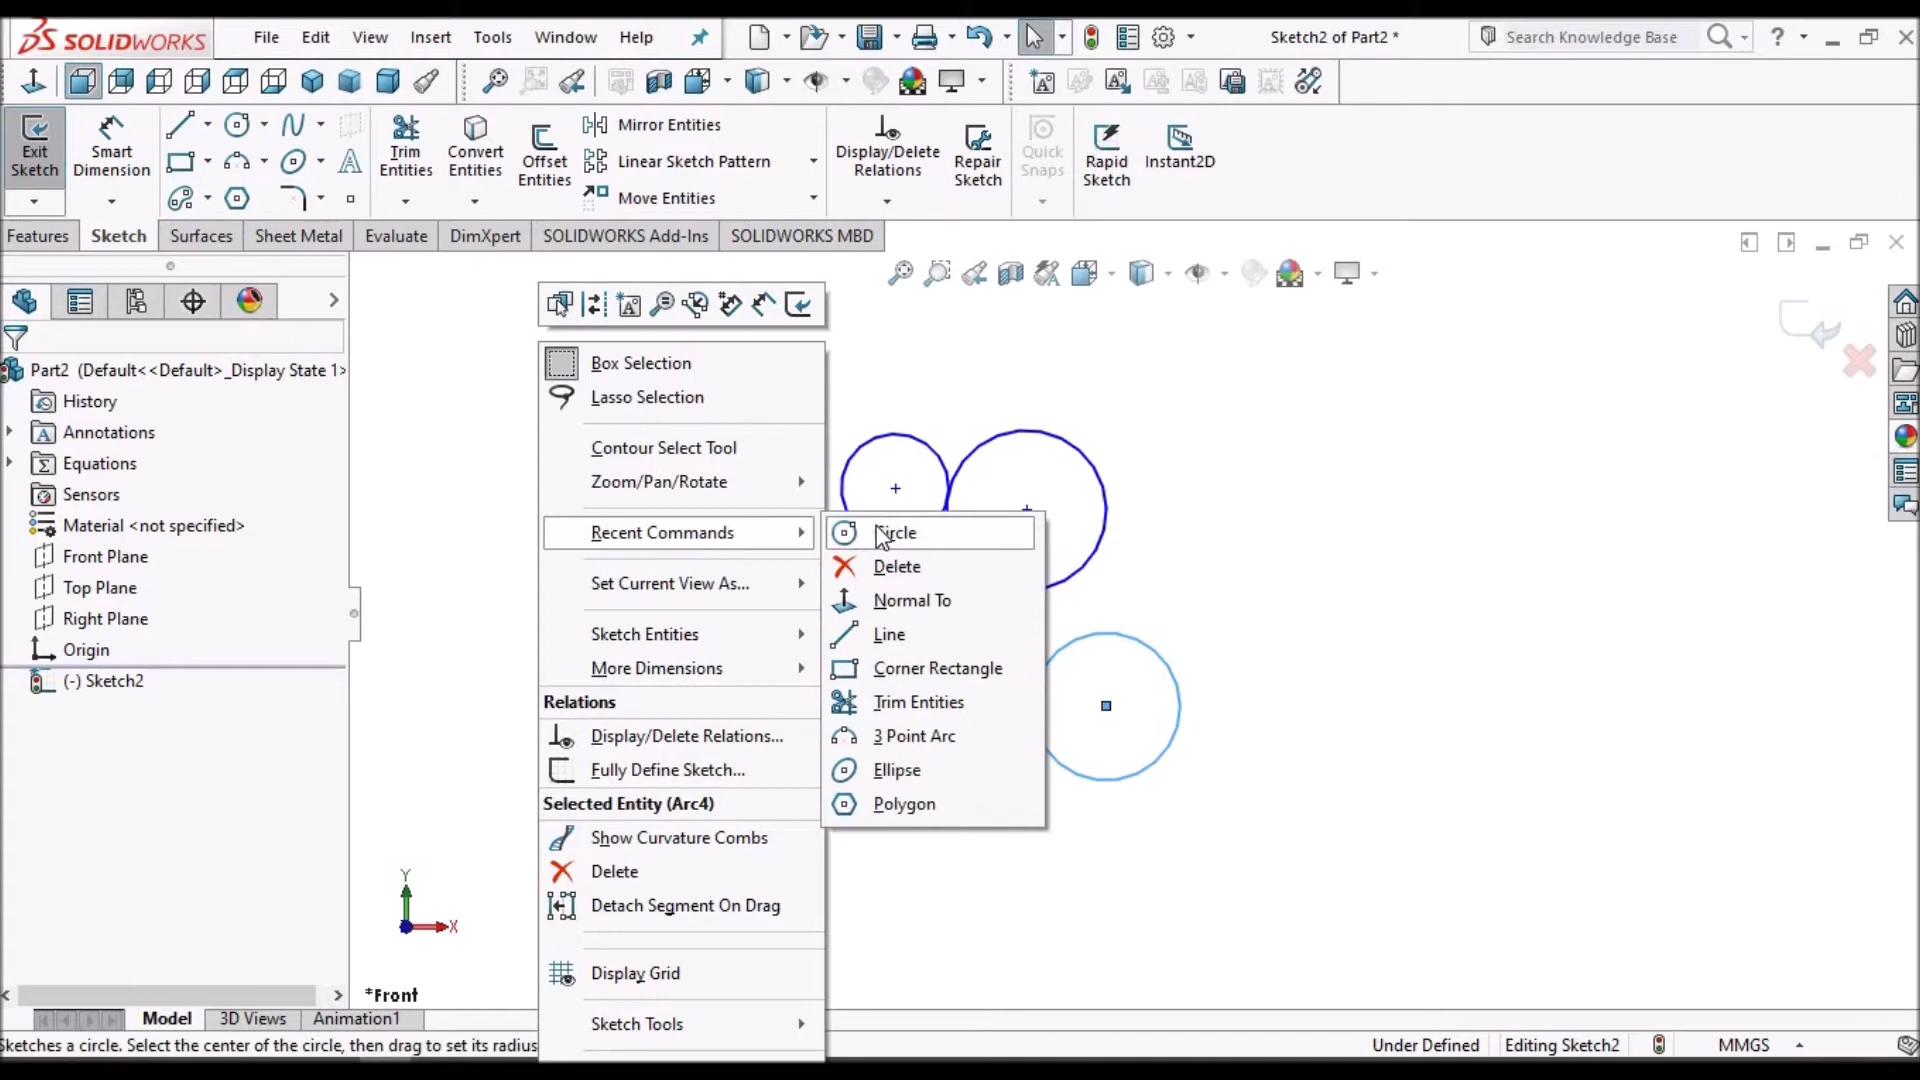 SOLIDWORKS
File
Edit
View
Insert
Tools
Window
Help
Sketch2 of Part2 *
Search Knowledge Base
?
Exit
Sketch
Smart
Dimension
Trim
Entities
Convert
Entities
Offset
Entities
Mirror Entities
Linear Sketch Pattern
Move Entities
Display/Delete
Relations
Repair
Sketch
Quick
Snaps
Rapid
Sketch
Instant2D
Features
Sketch
Surfaces
Sheet Metal
Evaluate
DimXpert
SOLIDWORKS Add-Ins
SOLIDWORKS MBD
Part2 (Default<<Default>_Display State 1>
History
Annotations
Equations
Sensors
Material <not specified>
Front Plane
Top Plane
Right Plane
Origin
(-) Sketch2
Box Selection
Lasso Selection
Contour Select Tool
Zoom/Pan/Rotate
Recent Commands
Set Current View As...
Sketch Entities
More Dimensions
Relations
Display/Delete Relations...
Fully Define Sketch...
Selected Entity (Arc4)
Show Curvature Combs
Delete
Detach Segment On Drag
Display Grid
Sketch Tools
Circle
Delete
Normal To
Line
Corner Rectangle
Trim Entities
3 Point Arc
Ellipse
Polygon
Y
X
*Front
Model
3D Views
Animation1
Sketches a circle. Select the center of the circle, then drag to set its radius
Under Defined
Editing Sketch2
MMGS